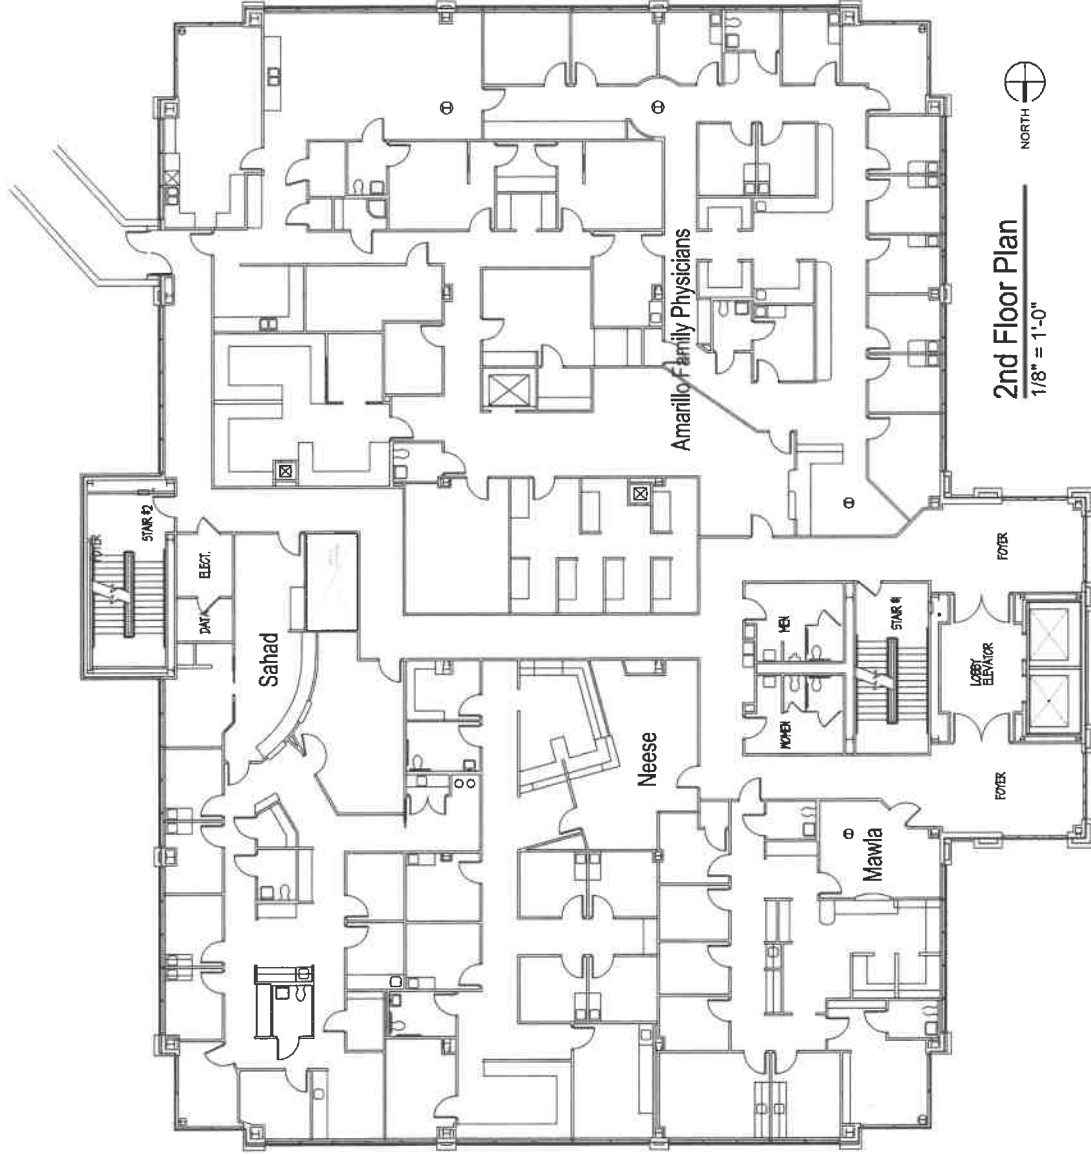 FOYER
STAIR #2
ELECT.
DATA
Sahad
Amarillo Family Physicians
Neese
Mawla
MEN
WOMEN
STAIR #1
LOBBY
ELEVATOR
FOYER
FOYER
NORTH
2nd Floor Plan
1/8" = 1'-0"